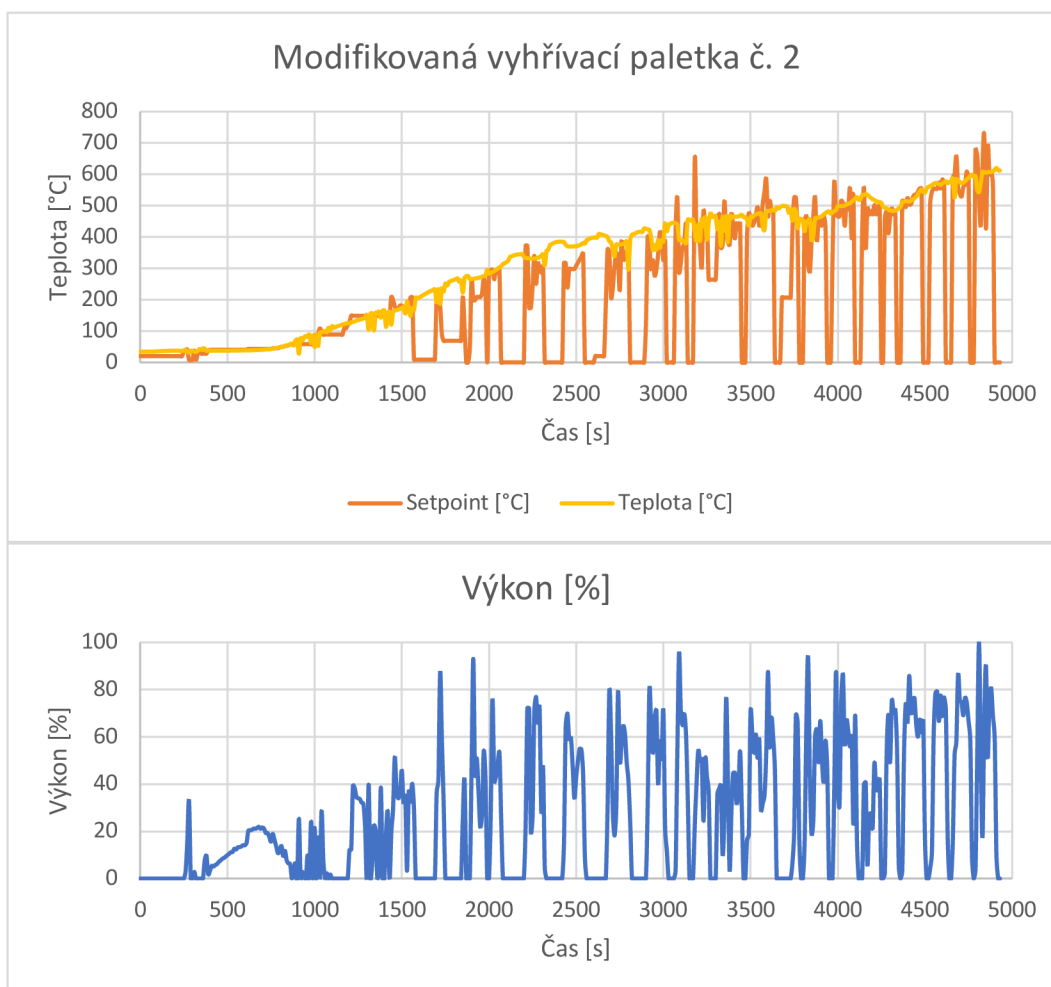 Modifikovaná vyhřívací paletka č. 2
Teplota [°C]
800
700
600
500
400
300
200
100
0
0 500 1000 1500 2000 2500 3000 3500 4000 4500 5000
Čas [s]
Setpoint [°C] Teplota [°C]
Výkon [%]
Výkon [%]
100
80
60
40
20
0
0 500 1000 1500 2000 2500 3000 3500 4000 4500 5000
Čas [s]